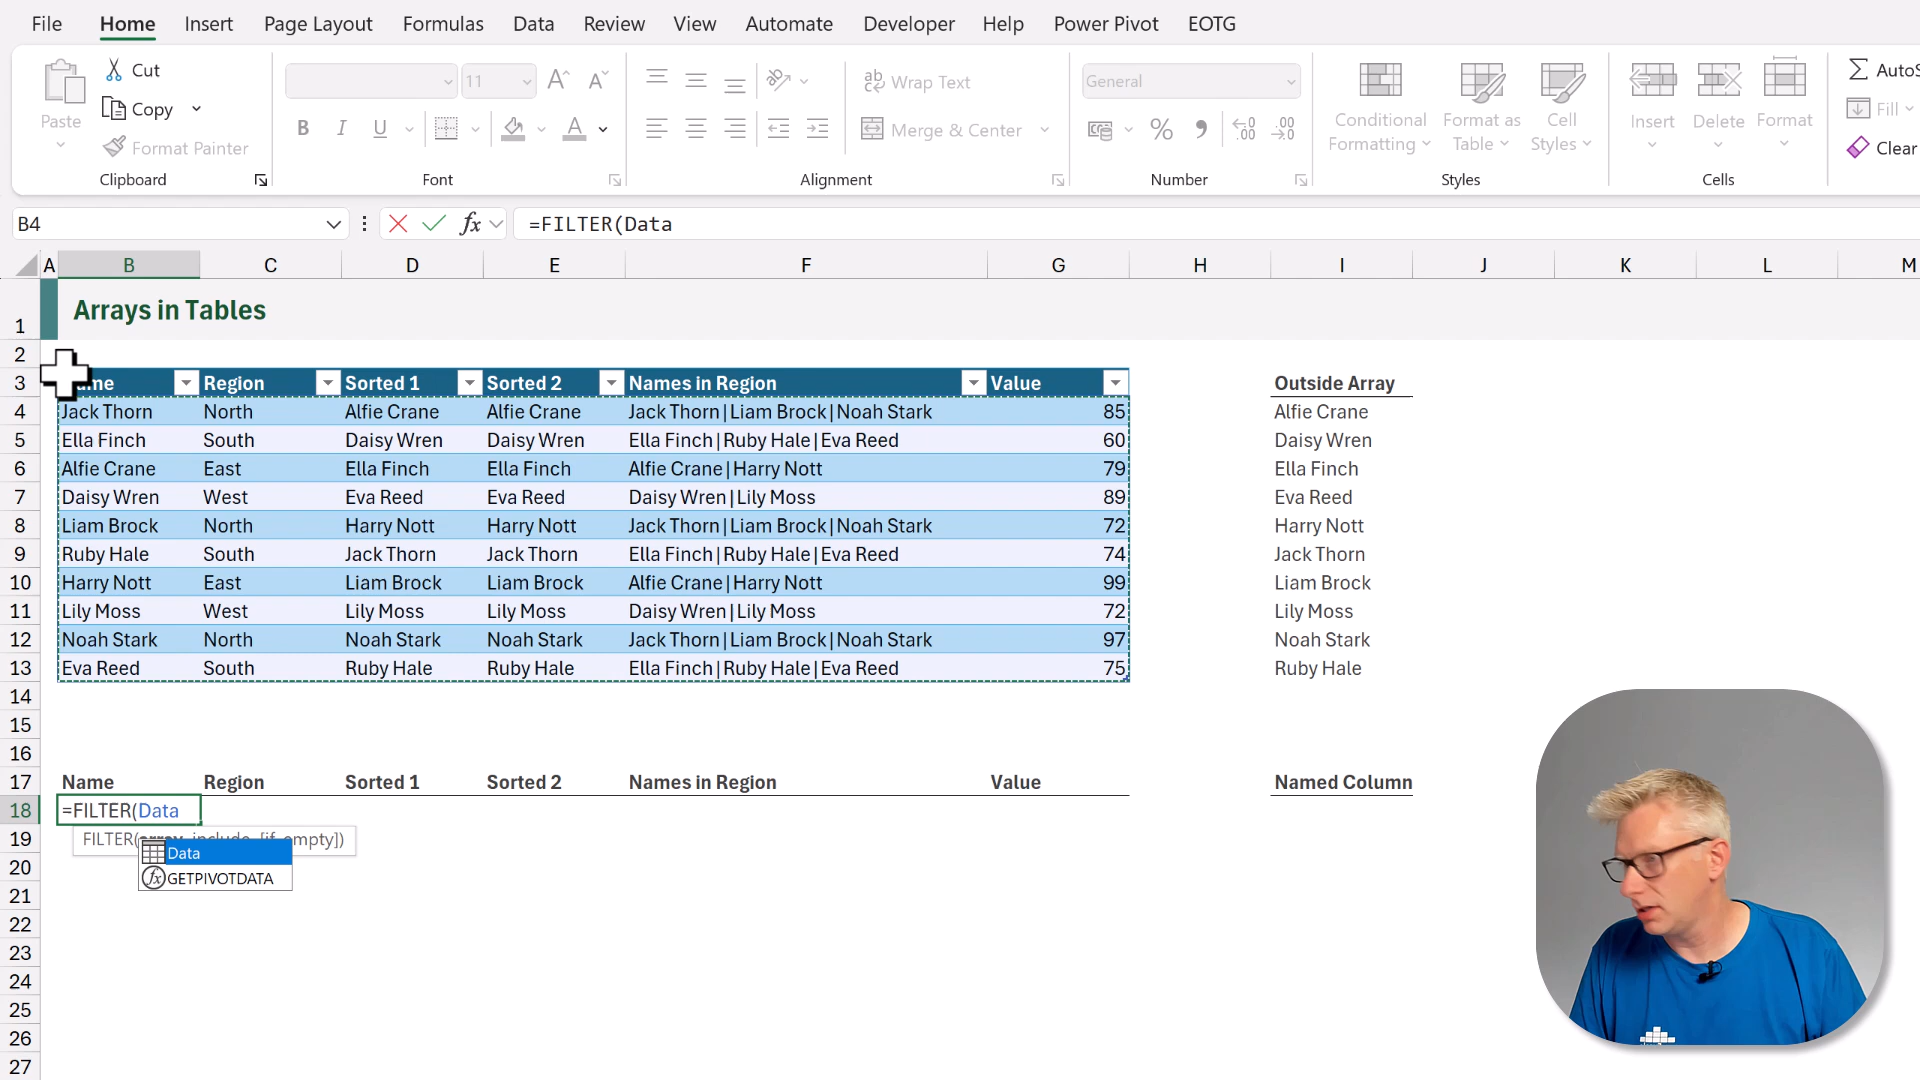 File Home Insert Page Layout Formulas Data Review View Automate Developer Help Power Pivot EOTG
Paste
Cut
Copy
Format Painter
Clipboard
11
B I U
Font
Wrap Text
Merge & Center
Alignment
General
Number
Conditional Formatting
Format as Table
Cell Styles
Styles
Insert Delete Format
Cells
AutoS
Fill
Clear
B4 fx =FILTER(Data
A B C D E F G H I J K L M
1 Arrays in Tables
2
3 me Region Sorted 1 Sorted 2 Names in Region Value Outside Array
4 Jack Thorn North Alfie Crane Alfie Crane Jack Thorn|Liam Brock|Noah Stark 85 Alfie Crane
5 Ella Finch South Daisy Wren Daisy Wren Ella Finch|Ruby Hale|Eva Reed 60 Daisy Wren
6 Alfie Crane East Ella Finch Ella Finch Alfie Crane|Harry Nott 79 Ella Finch
7 Daisy Wren West Eva Reed Eva Reed Daisy Wren|Lily Moss 89 Eva Reed
8 Liam Brock North Harry Nott Harry Nott Jack Thorn|Liam Brock|Noah Stark 72 Harry Nott
9 Ruby Hale South Jack Thorn Jack Thorn Ella Finch|Ruby Hale|Eva Reed 74 Jack Thorn
10 Harry Nott East Liam Brock Liam Brock Alfie Crane|Harry Nott 99 Liam Brock
11 Lily Moss West Lily Moss Lily Moss Daisy Wren|Lily Moss 72 Lily Moss
12 Noah Stark North Noah Stark Noah Stark Jack Thorn|Liam Brock|Noah Stark 97 Noah Stark
13 Eva Reed South Ruby Hale Ruby Hale Ella Finch|Ruby Hale|Eva Reed 75 Ruby Hale
14
15
16
17 Name Region Sorted 1 Sorted 2 Names in Region Value Named Column
18 =FILTER(Data
19 FILTER(array, include, [if_empty])
Data
20 GETPIVOTDATA
21
22
23
24
25
26
27